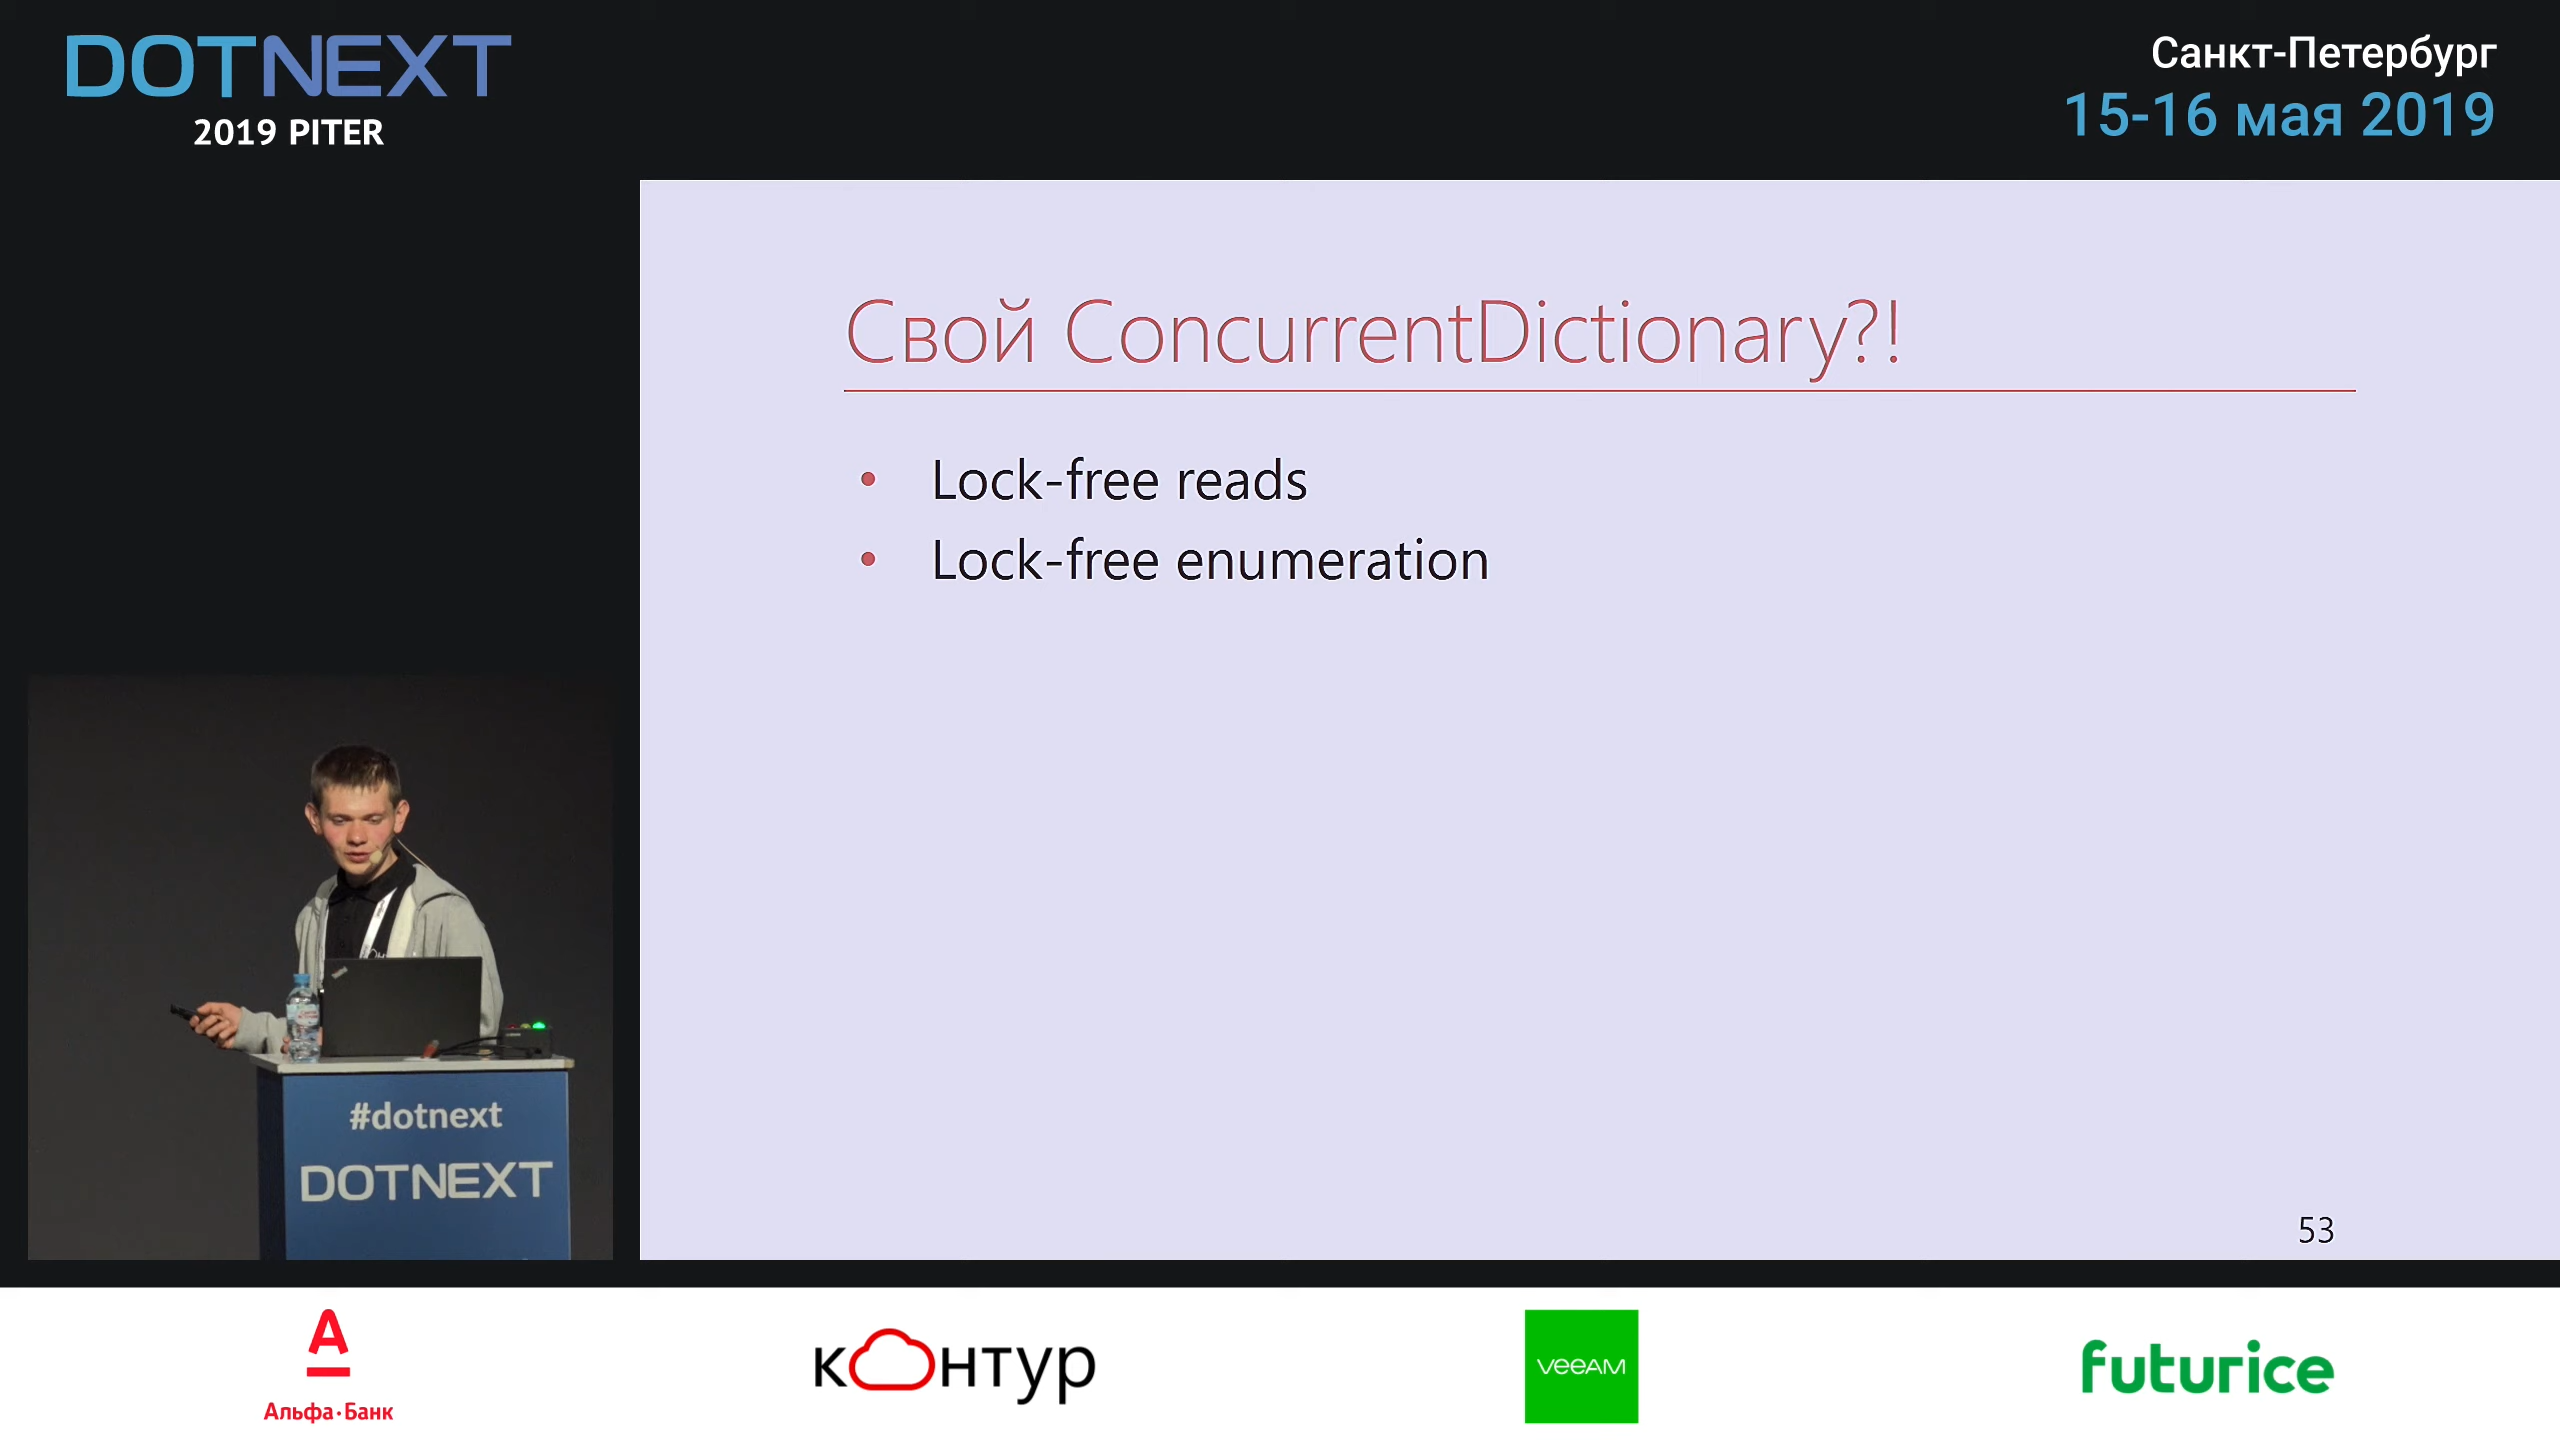 DOTNEXT
2019 PITER
Санкт-Петербург
15-16 мая 2019
Свой ConcurrentDictionary?!
• Lock-free reads
• Lock-free enumeration
53
#dotnext
DOTNEXT
Альфа·Банк
контур
veeAM
futurice